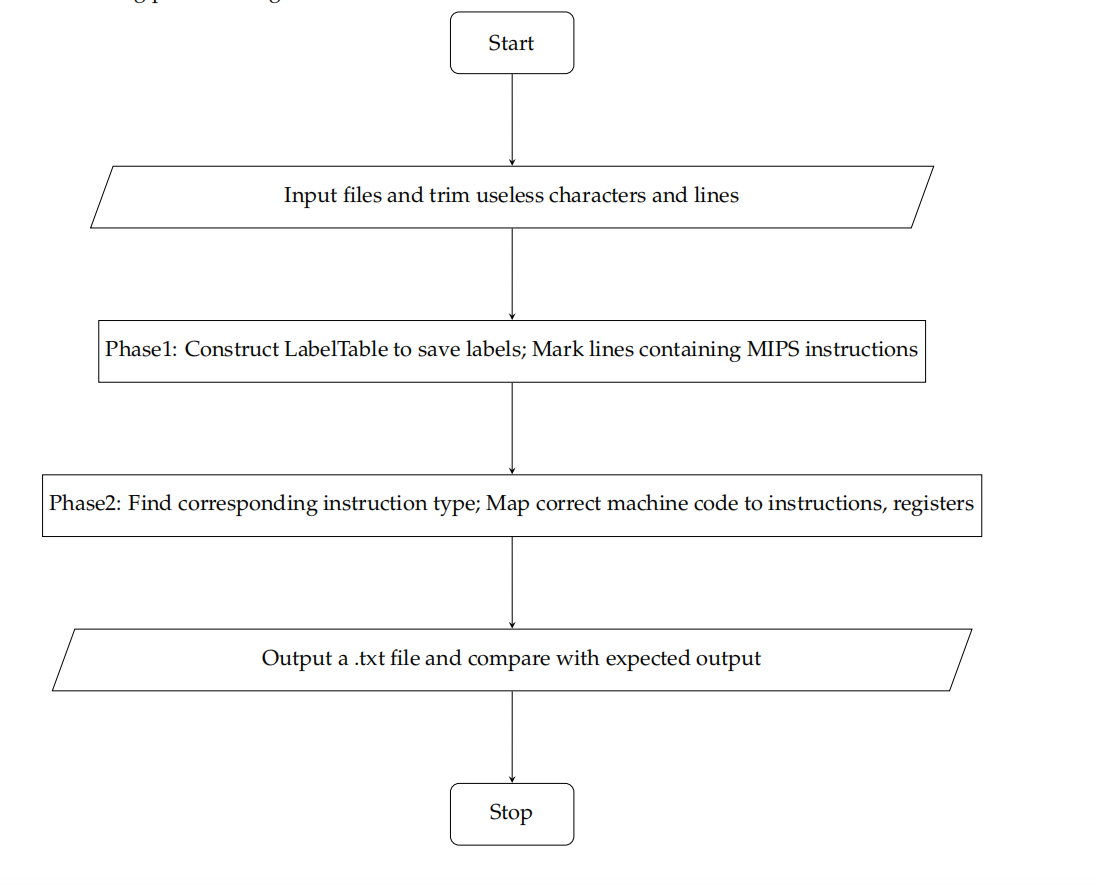 Start
Input files and trim useless characters and lines
Phase1: Construct LabelTable to save labels; Mark lines containing MIPS instructions
Phase2: Find corresponding instruction type; Map correct machine code to instructions, registers
Output a .txt file and compare with expected output
Stop